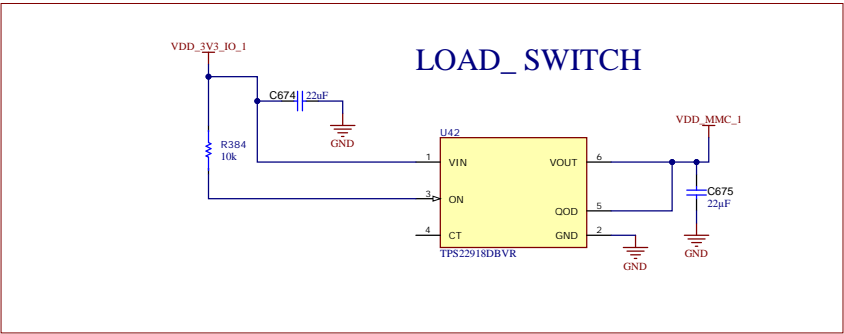 VDD_3V3_IO_1
LOAD_ SWITCH
C674 22uF
GND
R384
10k
U42
VDD_MMC_1
1 VIN VOUT 6
3 ON
C675
22µF
QOD 5
4 CT GND 2
TPS22918DBVR
GND
GND